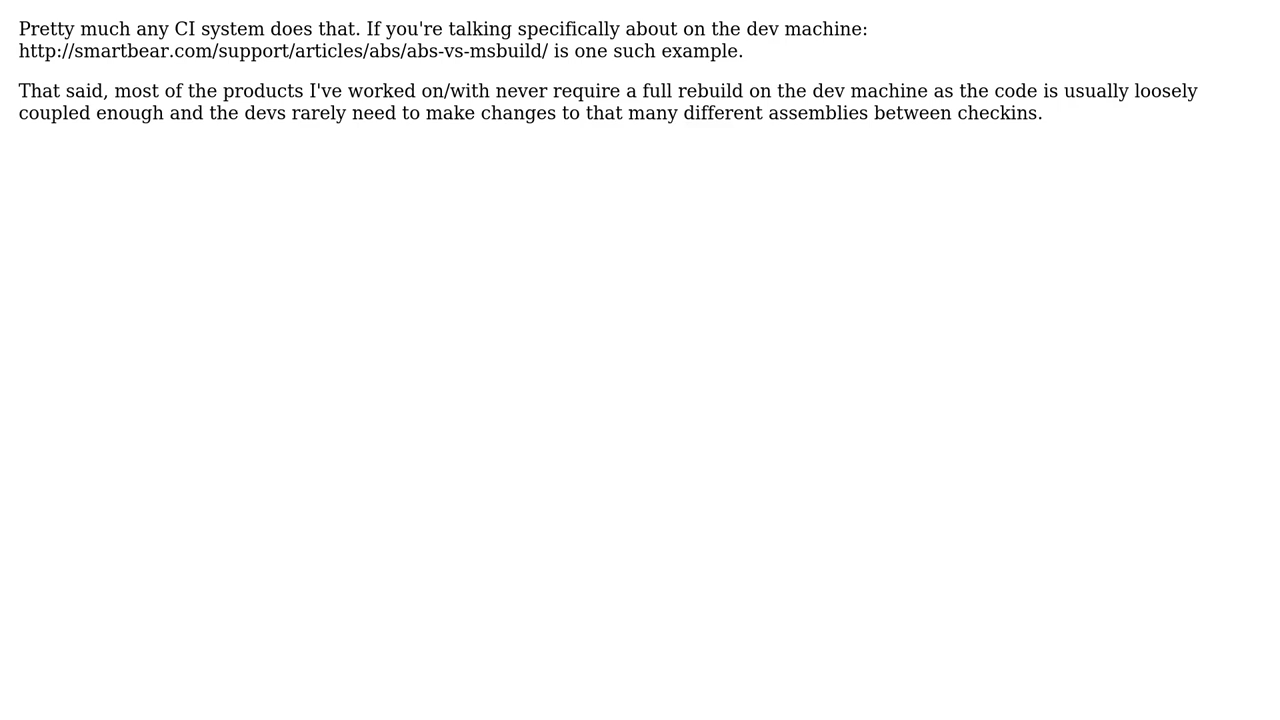 Pretty much any CI system does that. If you're talking specifically about on the dev machine:
http://smartbear.com/support/articles/abs/abs-vs-msbuild/ is one such example.
That said, most of the products I've worked on/with never require a full rebuild on the dev machine as the code is usually loosely
coupled enough and the devs rarely need to make changes to that many different assemblies between checkins.